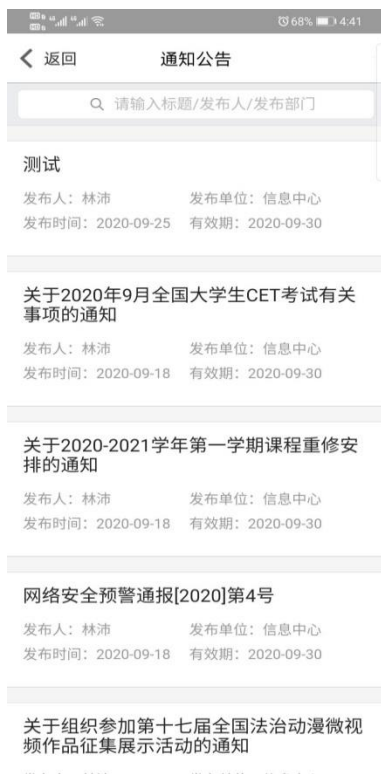 68% 4:41
返回 通知公告
请输入标题/发布人/发布部门
测试
发布人：林沛 发布单位：信息中心
发布时间：2020-09-25 有效期：2020-09-30
关于2020年9月全国大学生CET考试有关
事项的通知
发布人：林沛 发布单位：信息中心
发布时间：2020-09-18 有效期：2020-09-30
关于2020-2021学年第一学期课程重修安
排的通知
发布人：林沛 发布单位：信息中心
发布时间：2020-09-18 有效期：2020-09-30
网络安全预警通报[2020]第4号
发布人：林沛 发布单位：信息中心
发布时间：2020-09-18 有效期：2020-09-30
关于组织参加第十七届全国法治动漫微视
频作品征集展示活动的通知